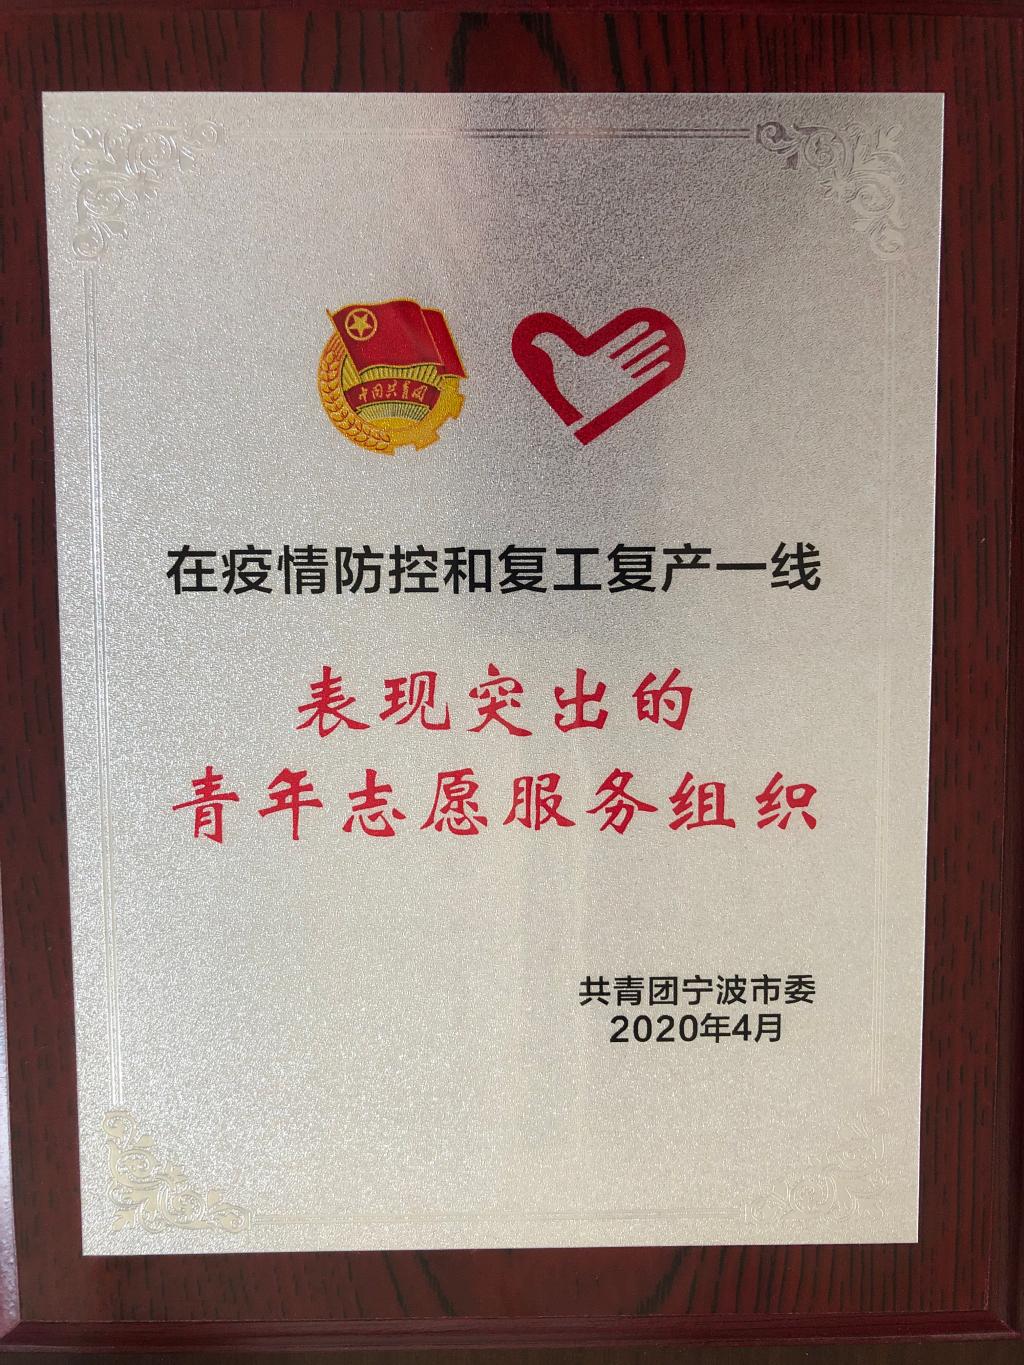 中国共青团
在疫情防控和复工复产一线
表现突出的
青年志愿服务组织
共青团宁波市委
2020年4月